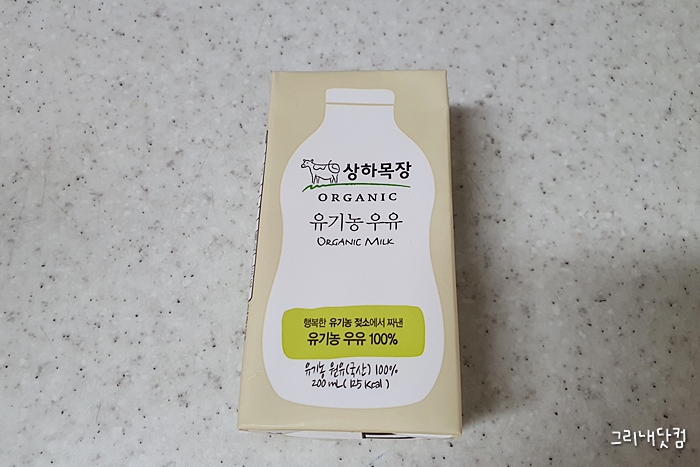 상하목장
ORGANIC
유기농 우유
ORGANIC MILK
행복한 유기농 젖소에서 짜낸
유기농 우유 100%
유기농 원유(국산) 100%
200mL(125 kcal)
그리내닷컴